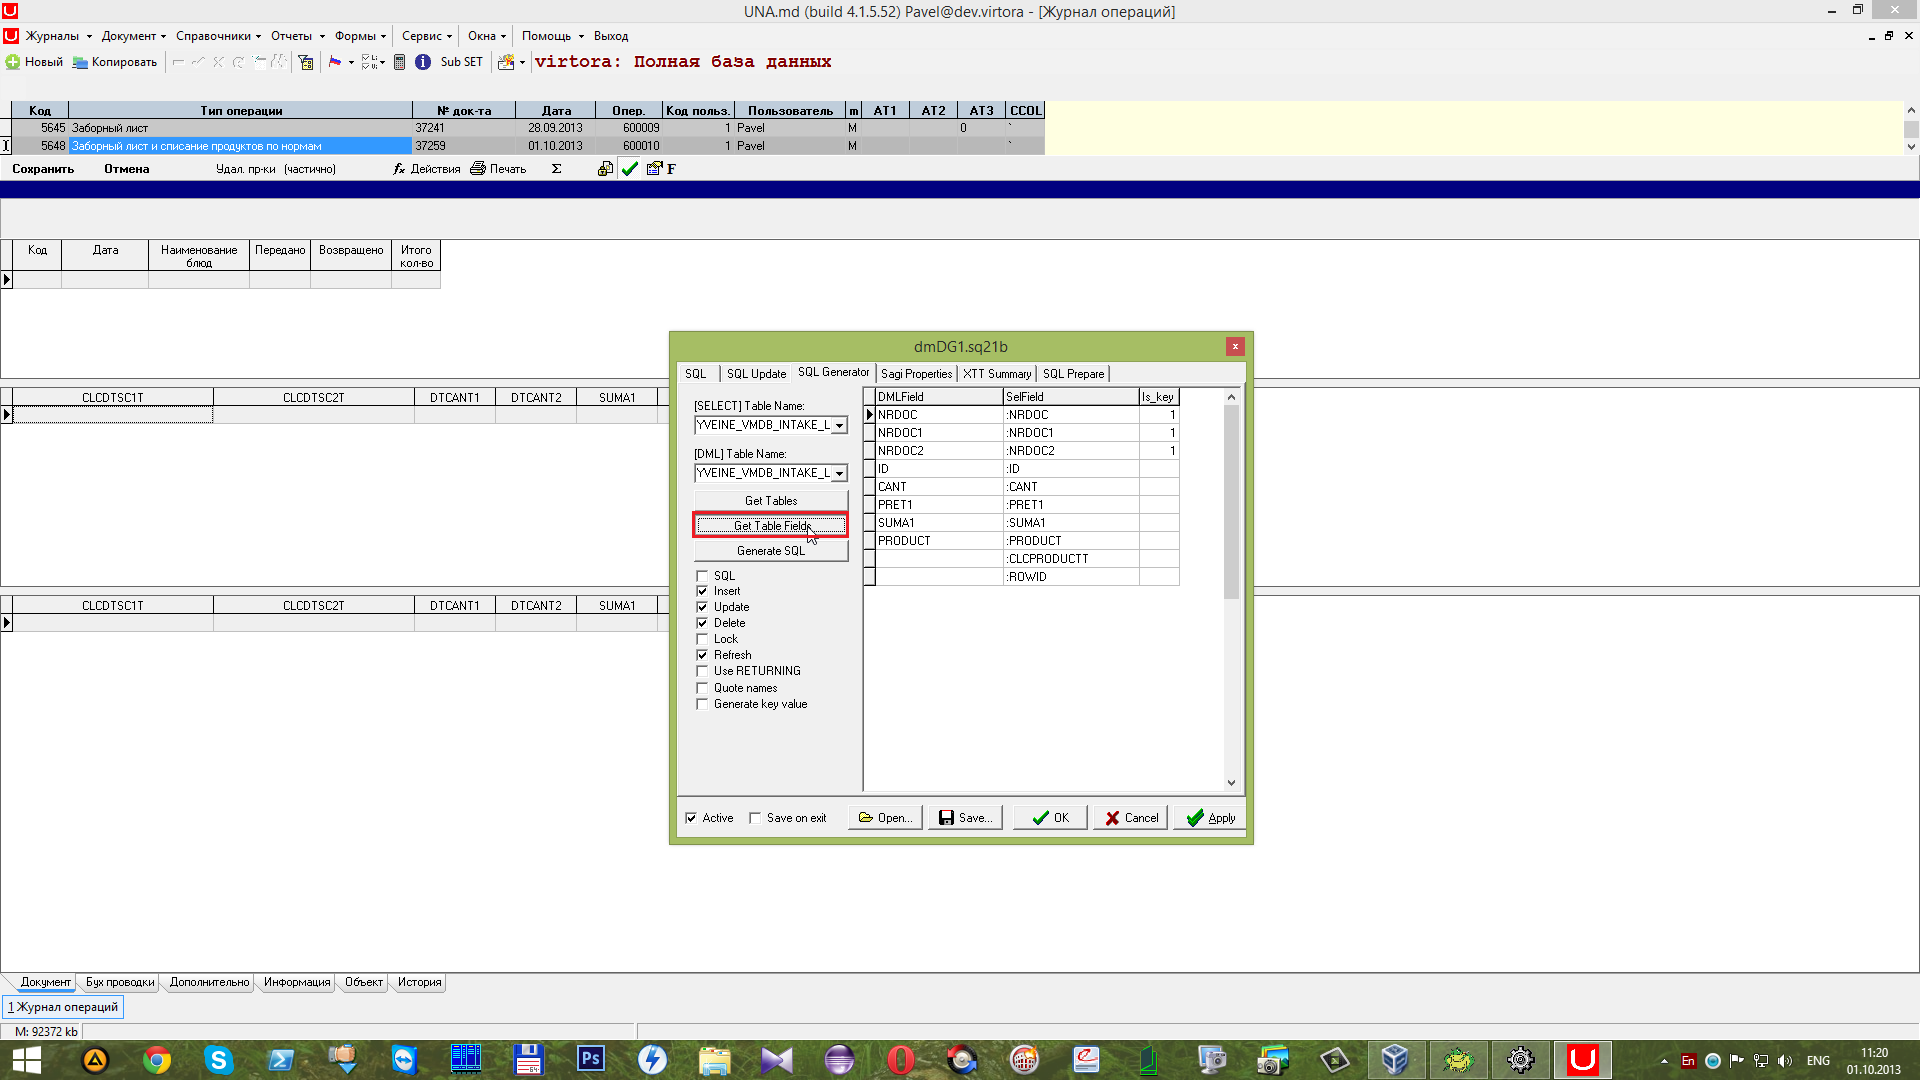 UNA.md (build 4.1.5.52) Pavel@dev.virtora - [Журнал операций]
Журналы Документ Справочники Отчеты Формы Сервис Окна Помощь Выход
Новый Копировать Sub SET virtora: Полная база данных
Код Тип операции № док-та Дата Опер. Код польз. Пользователь m AT1 AT2 AT3 CCOL
5645 Заборный лист 37241 28.09.2013 600009 1 Pavel M 0 `
5648 Заборный лист и списание продуктов по нормам 37259 01.10.2013 600010 1 Pavel M `
Сохранить Отмена Удал. пр-ки (частично) fx Действия Печать Σ F
Код Дата Наименование блюд Передано Возвращено Итого кол-во
CLCDTSC1T CLCDTSC2T DTCANT1 DTCANT2 SUMA1
CLCDTSC1T CLCDTSC2T DTCANT1 DTCANT2 SUMA1
dmDG1.sq21b
SQL SQL Update SQL Generator Sagi Properties XTT Summary SQL Prepare
[SELECT] Table Name:
YVEINE_VMDB_INTAKE_L
[DML] Table Name:
YVEINE_VMDB_INTAKE_L
Get Tables
Get Table Fields
Generate SQL
SQL
Insert
Update
Delete
Lock
Refresh
Use RETURNING
Quote names
Generate key value
DMLField SelField Is_key
NRDOC :NRDOC 1
NRDOC1 :NRDOC1 1
NRDOC2 :NRDOC2 1
ID :ID
CANT :CANT
PRET1 :PRET1
SUMA1 :SUMA1
PRODUCT :PRODUCT
:CLCPRODUCTT
:ROWID
Active Save on exit Open... Save... OK Cancel Apply
Документ Бух проводки Дополнительно Информация Объект История
1 Журнал операций
M: 92372 kb
Ps En ENG 11:20
01.10.2013